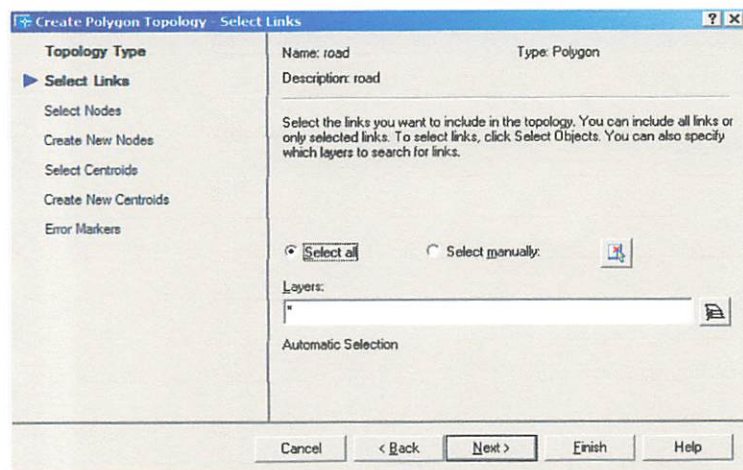 Create Polygon Topology - Select Links
Topology Type
Select Links
Select Nodes
Create New Nodes
Select Centroids
Create New Centroids
Error Markers
Name: road Type: Polygon
Description: road
Select the links you want to include in the topology. You can include all links or
only selected links. To select links, click Select Objects. You can also specify
which layers to search for links.
Select all Select manually:
Layers:
*
Automatic Selection
Cancel < Back Next > Finish Help